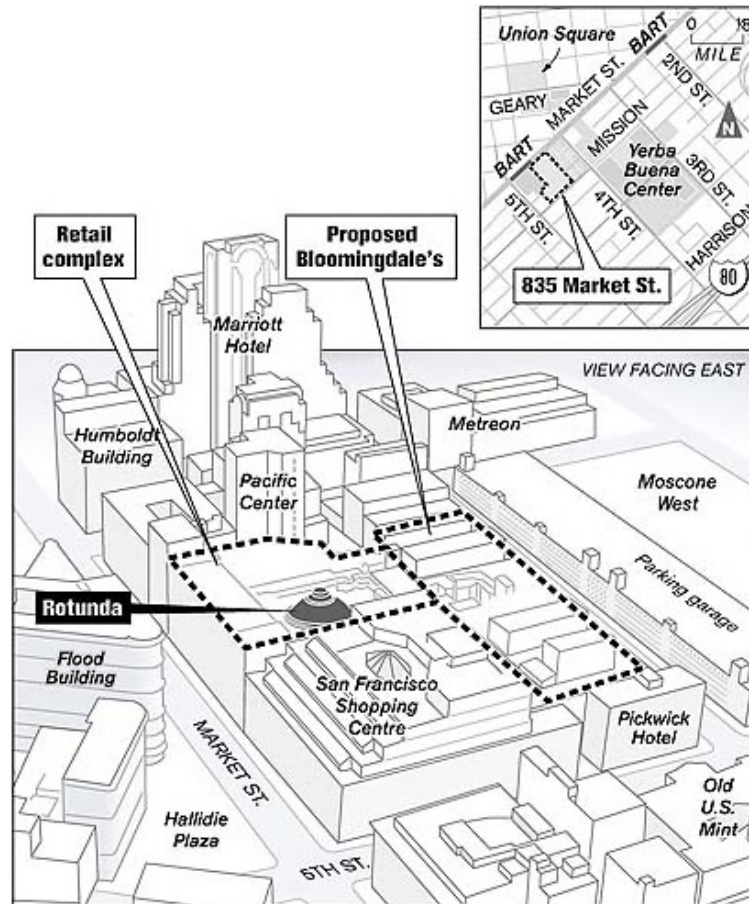 Union Square
BART
0
MILE
GEARY
MARKET ST.
2ND ST.
N
MISSION
Yerba
Buena
Center
3RD ST.
BART
5TH ST.
4TH ST.
HARRISON
80
835 Market St.
Retail
complex
Proposed
Bloomingdale's
Marriott
Hotel
VIEW FACING EAST
Humboldt
Building
Metreon
Pacific
Center
Moscone
West
Parking garage
Rotunda
Flood
Building
San Francisco
Shopping
Centre
Pickwick
Hotel
MARKET ST.
Old
U.S.
Mint
Hallidie
Plaza
5TH ST.